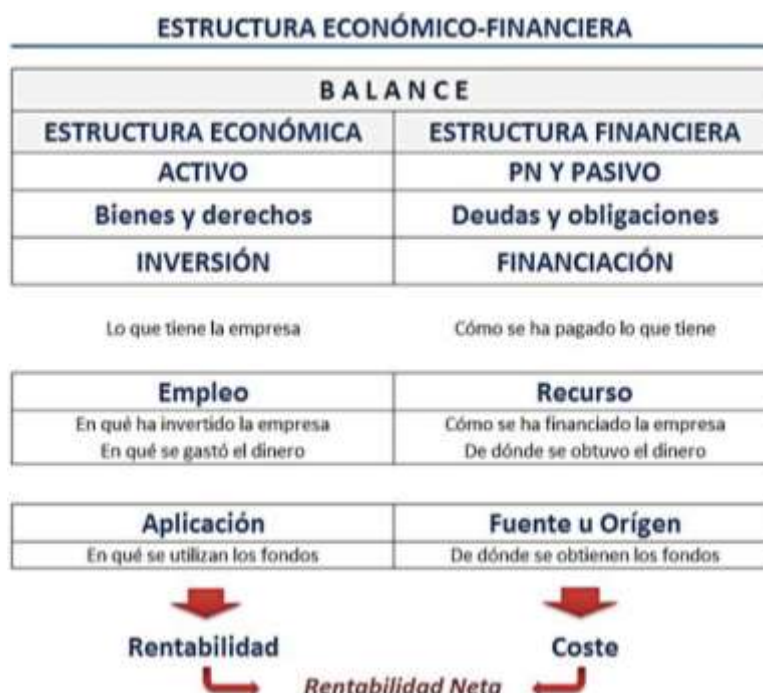 ESTRUCTURA ECONÓMICO-FINANCIERA
BALANCE
ESTRUCTURA ECONÓMICA
ESTRUCTURA FINANCIERA
ACTIVO
PN Y PASIVO
Bienes y derechos
Deudas y obligaciones
INVERSIÓN
FINANCIACIÓN
Lo que tiene la empresa
Cómo se ha pagado lo que tiene
Empleo
Recurso
En qué ha invertido la empresa
Cómo se ha financiado la empresa
En qué se gastó el dinero
De dónde se obtuvo el dinero
Aplicación
Fuente u Orígen
En qué se utilizan los fondos
De dónde se obtienen los fondos
Rentabilidad
Coste
Rentabilidad Neta